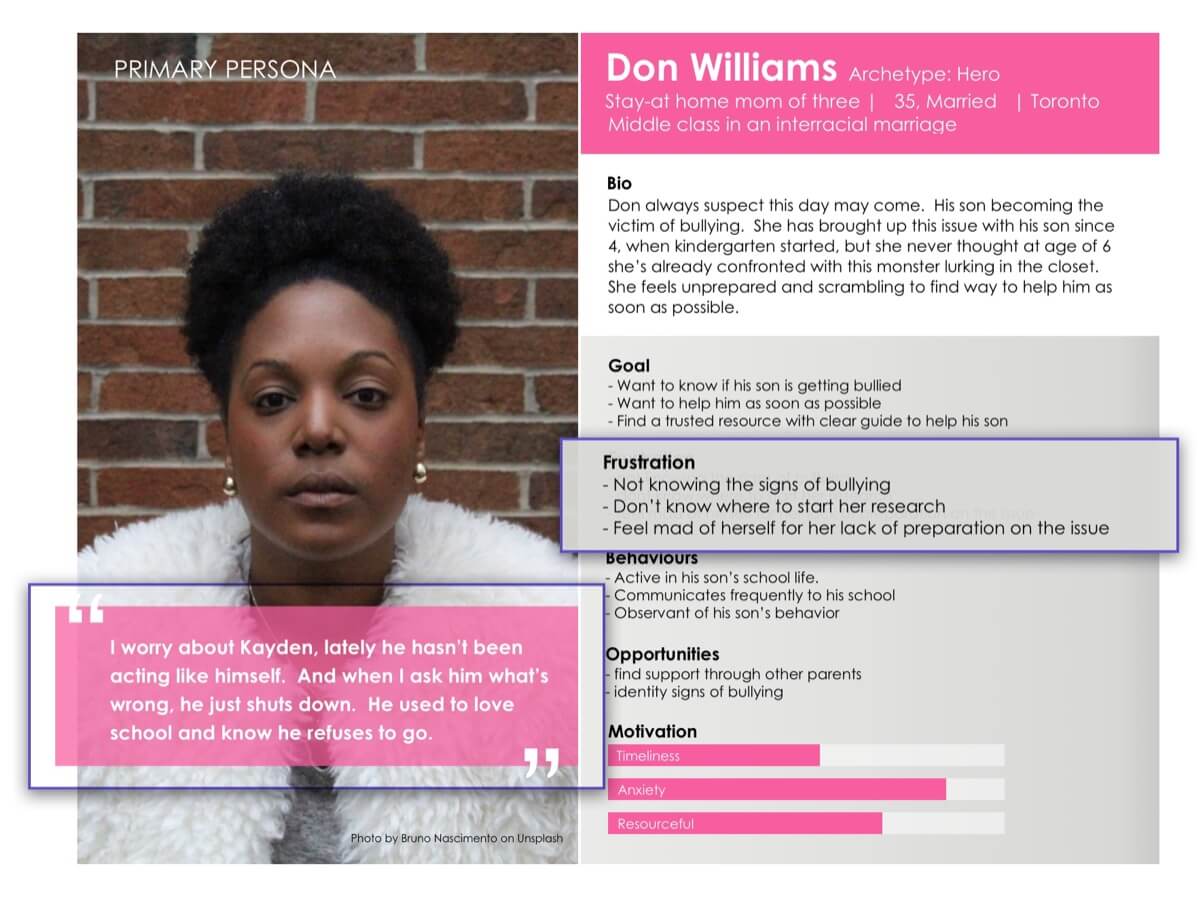 PRIMARY PERSONA
I worry about Kayden, lately he hasn't been
acting like himself. And when I ask him what's
wrong, he just shuts down. He used to love
school and know he refuses to go.
Photo by Bruno Nascimento on Unsplash
Don Williams Archetype: Hero
Stay-at home mom of three | 35, Married | Toronto
Middle class in an interracial marriage
Bio
Don always suspect this day may come. His son becoming the
victim of bullying. She has brought up this issue with his son since
4, when kindergarten started, but she never thought at age of 6
she's already confronted with this monster lurking in the closet.
She feels unprepared and scrambling to find way to help him as
soon as possible.
Goal
- Want to know if his son is getting bullied
- Want to help him as soon as possible
- Find a trusted resource with clear guide to help his son
Frustration
- Not knowing the signs of bullying
- Don't know where to start her research
- Feel mad of herself for her lack of preparation on the issue
Behaviours
- Active in his son's school life.
- Communicates frequently to his school
- Observant of his son's behavior
Opportunities
- find support through other parents
- identity signs of bullying
Motivation
Timeliness
Anxiety
Resourceful